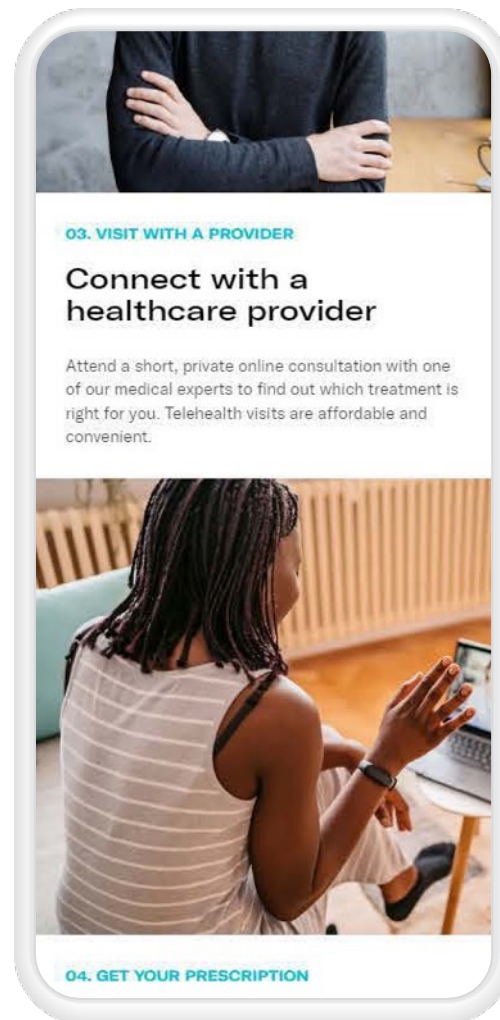 03. VISIT WITH A PROVIDER
Connect with a
healthcare provider
Attend a short, private online consultation with one
of our medical experts to find out which treatment is
right for you. Telehealth visits are affordable and
convenient.
04. GET YOUR PRESCRIPTION